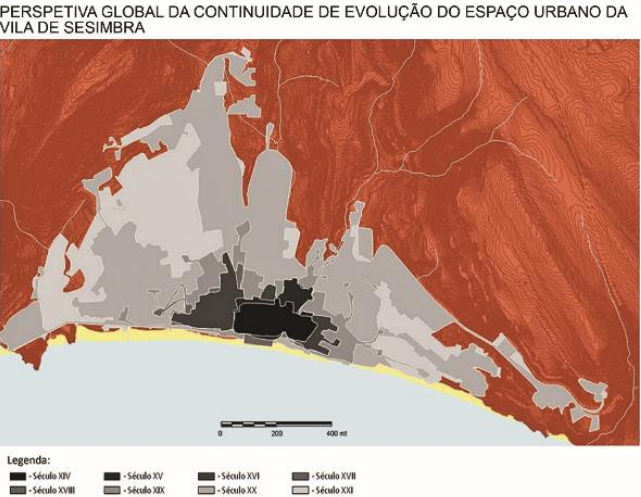 PERSPETIVA GLOBAL DA CONTINUIDADE DE EVOLUÇÃO DO ESPAÇO URBANO DA
VILA DE SESIMBRA
0 200 400 mt
Legenda:
- Século XIV - Século XV - Século XVI - Século XVII
- Século XVIII - Século XIX - Século XX - Século XXI